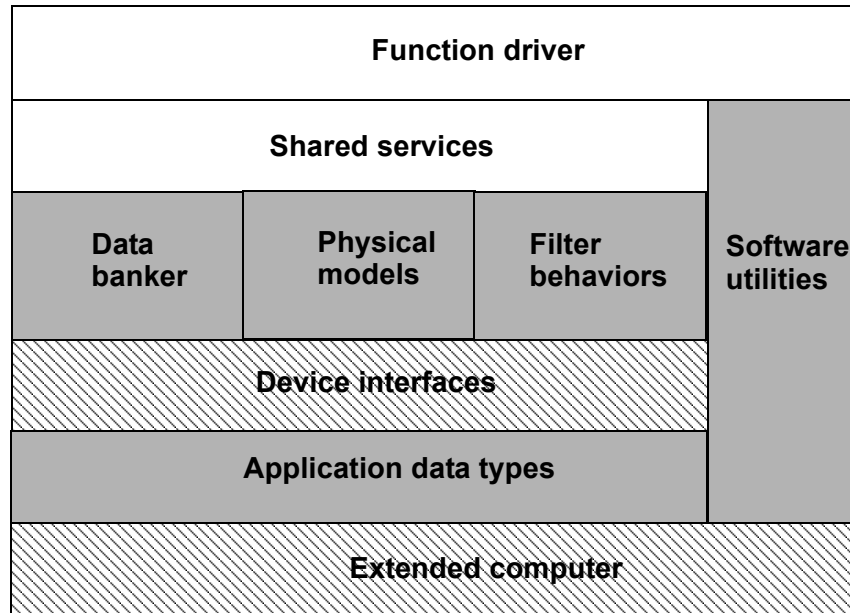 Function driver
Shared services
Data
banker
Physical
models
Filter
behaviors
Software
utilities
Device interfaces
Application data types
Extended computer